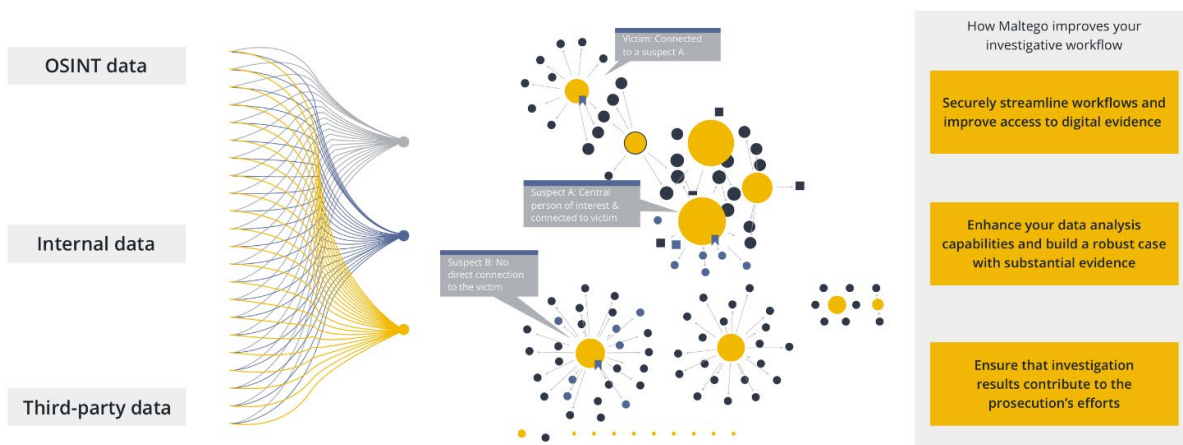 OSINT data
Internal data
Third-party data
Victim: Connected
to a suspect A
Suspect A: Central
person of interest &
connected to victim
Suspect B: No
direct connection
to the victim
How Maltego improves your
investigative workflow
Securely streamline workflows and
improve access to digital evidence
Enhance your data analysis
capabilities and build a robust case
with substantial evidence
Ensure that investigation
results contribute to the
prosecution's efforts